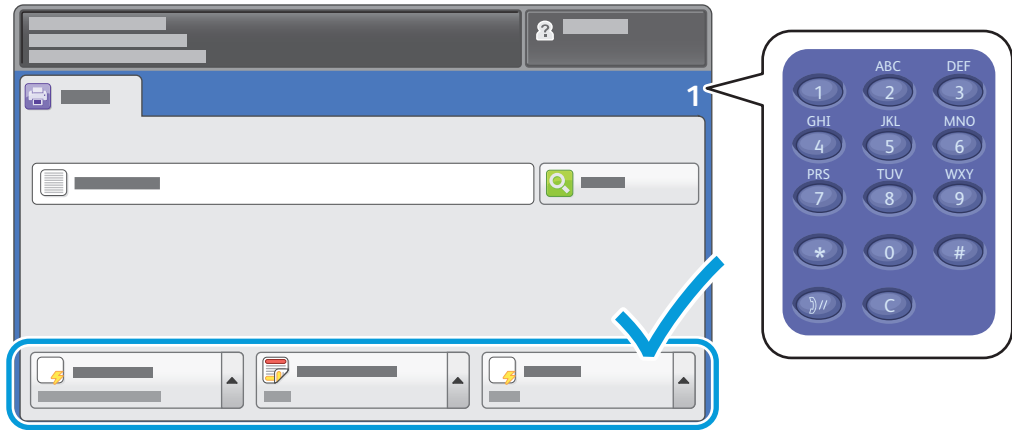 ?
1
ABC DEF
1 2 3
GHI JKL MNO
4 5 6
PRS TUV WXY
7 8 9
* 0 #
C